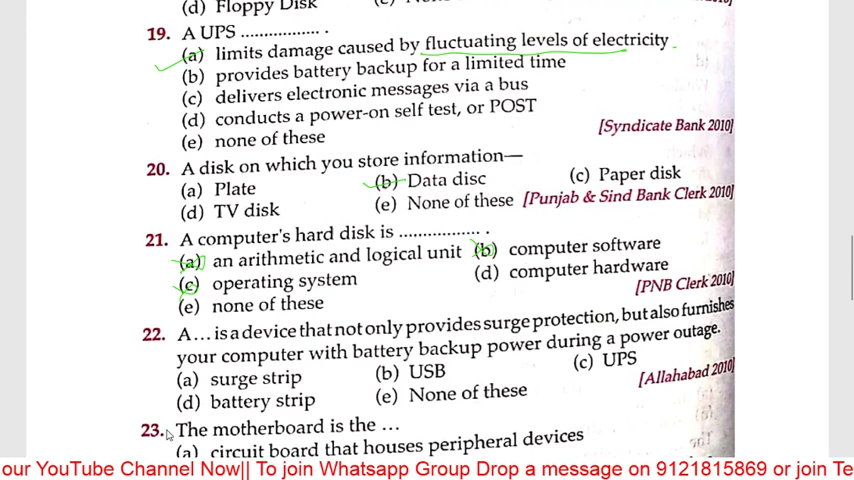 (d) Floppy Disk
19. A UPS ................. .
(a) limits damage caused by fluctuating levels of electricity
(b) provides battery backup for a limited time
(c) delivers electronic messages via a bus
(d) conducts a power-on self test, or POST
(e) none of these
[Syndicate Bank 2010]
20. A disk on which you store information—
(a) Plate (b) Data disc (c) Paper disk
(d) TV disk (e) None of these [Punjab & Sind Bank Clerk 2010]
21. A computer's hard disk is ................. .
(a) an arithmetic and logical unit (b) computer software
(c) operating system (d) computer hardware
(e) none of these [PNB Clerk 2010]
22. A... is a device that not only provides surge protection, but also furnishes
your computer with battery backup power during a power outage.
(a) surge strip (b) USB (c) UPS
(d) battery strip (e) None of these [Allahabad 2010]
23. The motherboard is the ...
(a) circuit board that houses peripheral devices
our YouTube Channel Now|| To join Whatsapp Group Drop a message on 9121815869 or join Te